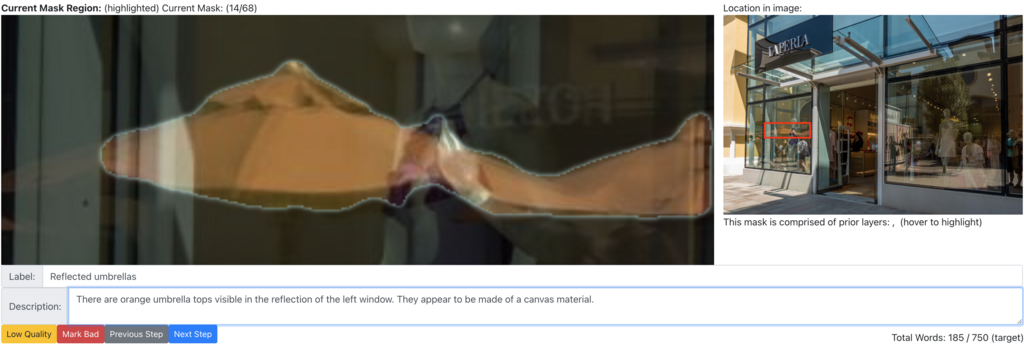 Current Mask Region: (highlighted) Current Mask: (14/68)
Location in image:
LAPERLA
This mask is comprised of prior layers: , (hover to highlight)
Label: Reflected umbrellas
Description: There are orange umbrella tops visible in the reflection of the left window. They appear to be made of a canvas material.
Low Quality Mark Bad Previous Step Next Step
Total Words: 185 / 750 (target)